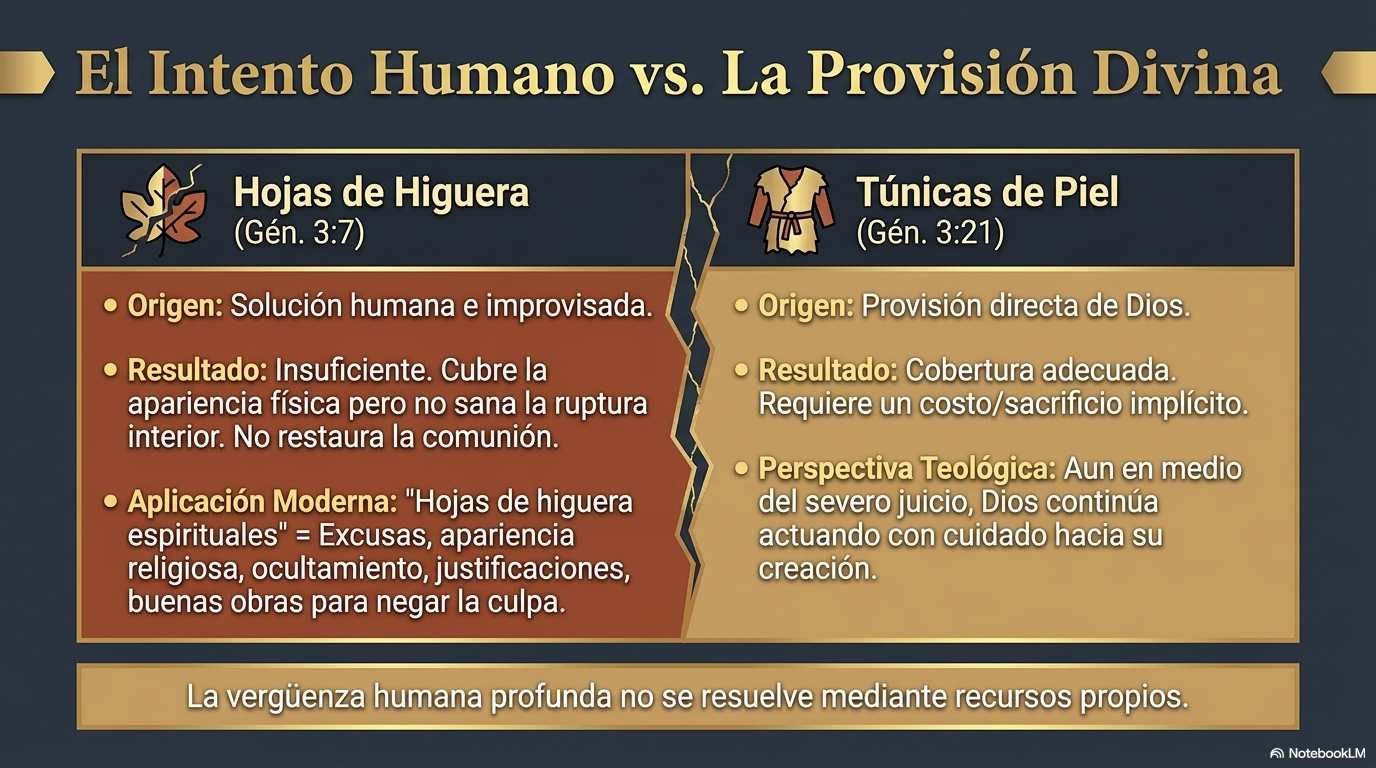 El Intento Humano vs. La Provisión Divina
Hojas de Higuera
(Gén. 3:7)
• Origen: Solución humana e improvisada.
• Resultado: Insuficiente. Cubre la
apariencia física pero no sana la ruptura
interior. No restaura la comunión.
• Aplicación Moderna: "Hojas de higuera
espirituales" = Excusas, apariencia
religiosa, ocultamiento, justificaciones,
buenas obras para negar la culpa.
Túnicas de Piel
(Gén. 3:21)
• Origen: Provisión directa de Dios.
• Resultado: Cobertura adecuada.
Requiere un costo/sacrificio implícito.
• Perspectiva Teológica: Aun en medio
del severo juicio, Dios continúa
actuando con cuidado hacia su
creación.
La vergüenza humana profunda no se resuelve mediante recursos propios.
NotebookLM